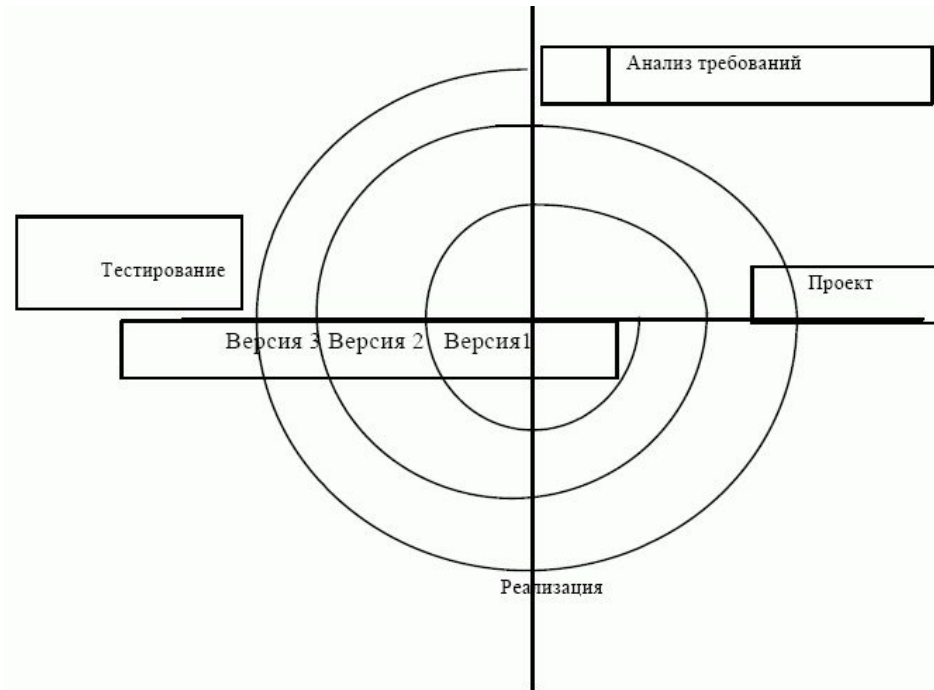 Анализ требований
Тестирование
Проект
Версия 3 Версия 2 Версия1
Реализация